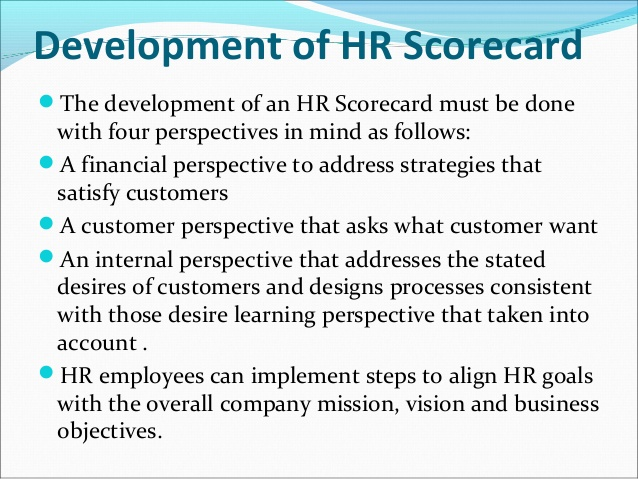 Development of HR Scorecard
The development of an HR Scorecard must be done
with four perspectives in mind as follows:
A financial perspective to address strategies that
satisfy customers
A customer perspective that asks what customer want
An internal perspective that addresses the stated
desires of customers and designs processes consistent
with those desire learning perspective that taken into
account .
HR employees can implement steps to align HR goals
with the overall company mission, vision and business
objectives.